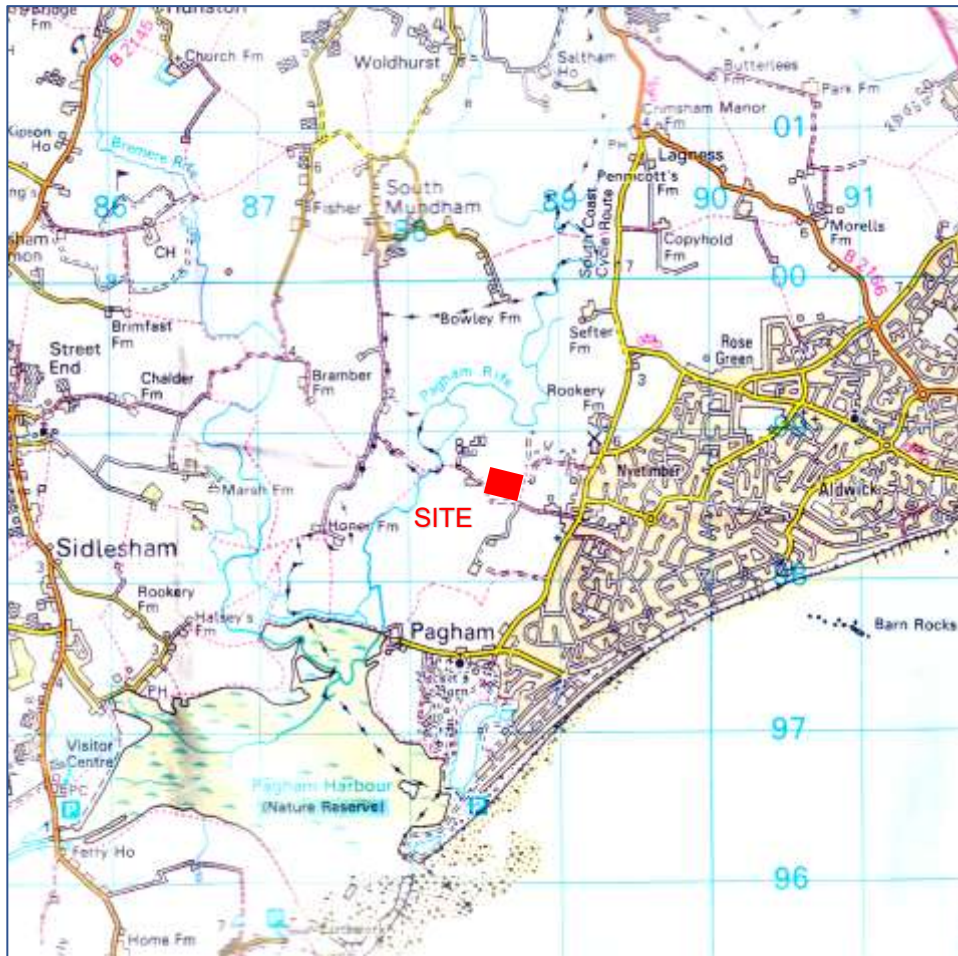 Fm
B 2145
Church Fm
Woldhurst
Saltham
Ho
Butterlees
Fm
Park Fm
Ho
Bremere Rife
Crimsham Manor
Fm
01
PH
Lagness
Pennicott's
Fm
86
87
Fisher
South
Mundham
89
90
91
South Coast
Cycle Route
Morells
Fm
CH
Copyhold
Fm
B 2166
00
Brimfast
Fm
Bowley Fm
Sefter
Fm
Rose
Green
Street
End
Chalder
Fm
Bramber
Fm
Pagham Rife
Rookery
Fm
Marsh Fm
Nyetimber
Aldwick
SITE
Honer Fm
Sidlesham
Rookery
Fm
Halsey's
Fm
Pagham
Barn Rocks
PH
97
Visitor
Centre
P
Pagham Harbour
(Nature Reserve)
Ferry Ho
96
Home Fm